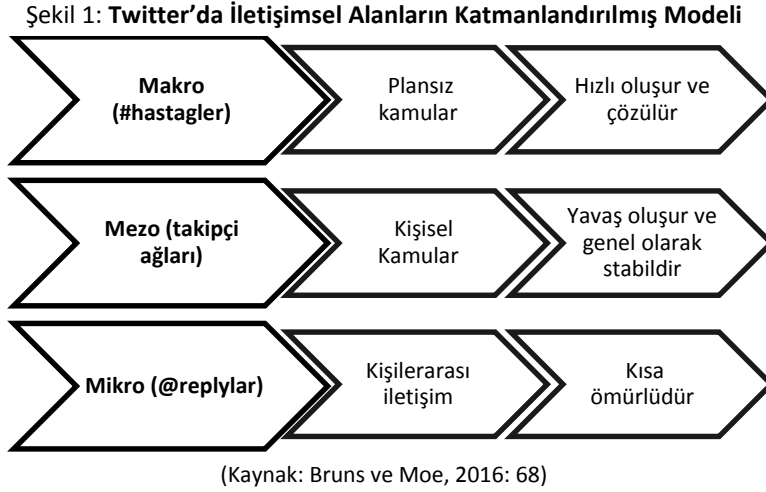 Şekil 1: Twitter’da İletişimsel Alanların Katmanlandırılmış Modeli
Makro
(#hastagler)
Plansız
kamular
Hızlı oluşur ve
çözülür
Mezo (takipçi
ağları)
Kişisel
Kamular
Yavaş oluşur ve
genel olarak
stabildir
Mikro (@replylar)
Kişilerarası
iletişim
Kısa
ömürlüdür
(Kaynak: Bruns ve Moe, 2016: 68)